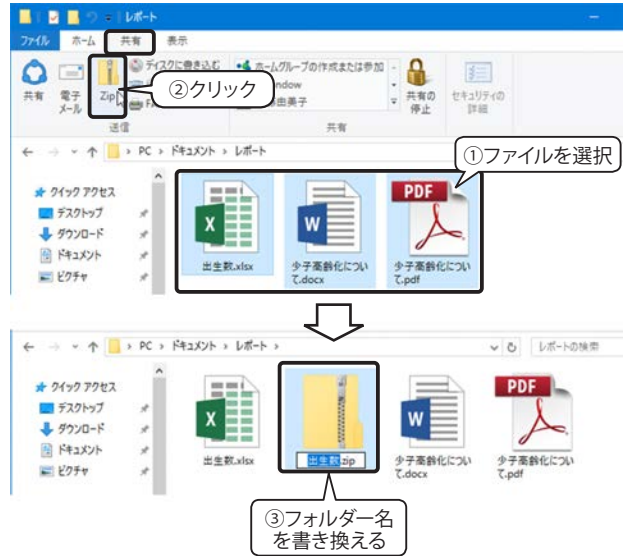 レポート
ファイル ホーム 共有 表示
共有
電子
メール
Zip
ディスクに書き込む
②クリック
ホームグループの作成または参加
共有の
停止
セキュリティの
詳細
送信
共有
PC › ドキュメント › レポート
①ファイルを選択
クイック アクセス
デスクトップ
ダウンロード
ドキュメント
ピクチャ
出生数.xlsx
少子高齢化につい
て.docx
PDF
少子高齢化につい
て.pdf
PC › ドキュメント › レポート ›
レポートの検索
クイック アクセス
デスクトップ
ダウンロード
ドキュメント
ピクチャ
出生数.xlsx
出生数.zip
少子高齢化につい
て.docx
PDF
少子高齢化につい
て.pdf
③フォルダー名
を書き換える